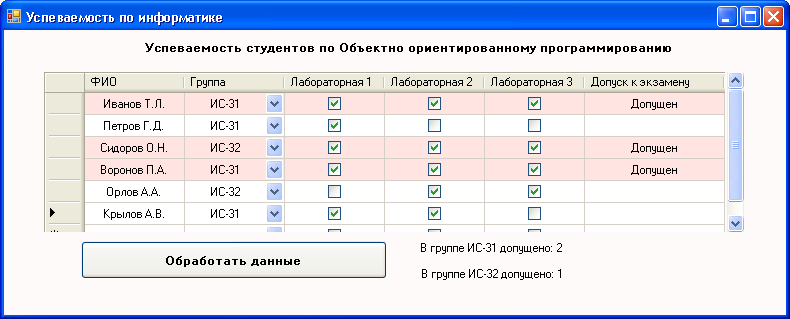 Успеваемость по информатике
Успеваемость студентов по Объектно ориентированному программированию
ФИО Группа Лабораторная 1 Лабораторная 2 Лабораторная 3 Допуск к экзамену
Иванов Т.Л. ИС-31 Допущен
Петров Г.Д. ИС-31
Сидоров О.Н. ИС-32 Допущен
Воронов П.А. ИС-31 Допущен
Орлов А.А. ИС-32
Крылов А.В. ИС-31
Обработать данные
В группе ИС-31 допущено: 2
В группе ИС-32 допущено: 1